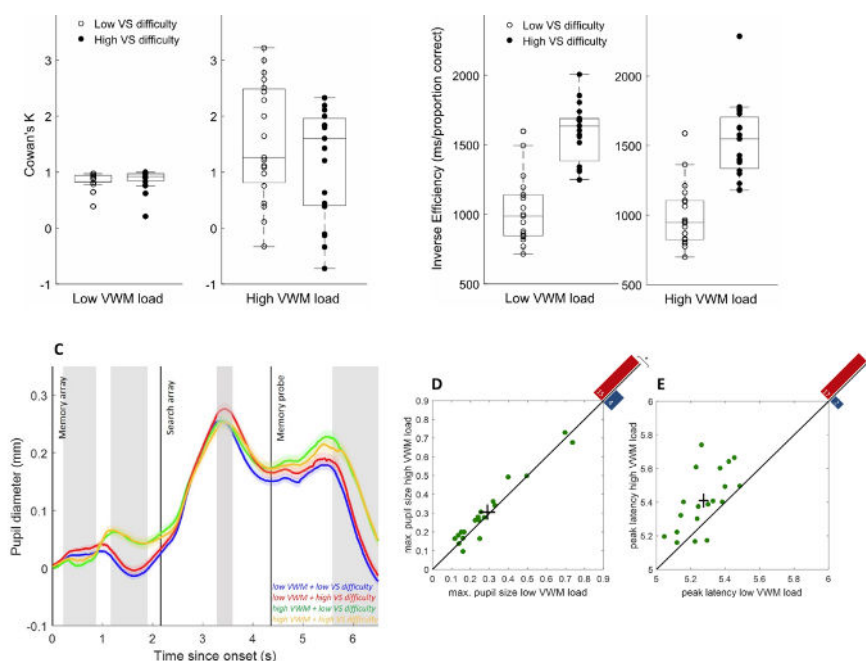 Low VS difficulty
High VS difficulty
Cowan's K
3
2
1
0
-1
3
2
1
0
-1
Low VWM load
High VWM load
Low VS difficulty
High VS difficulty
Inverse Efficiency (ms/proportion correct)
2000
1500
1000
500
2000
1500
1000
500
Low VWM load
High VWM load
C
Memory array
Search array
Memory probe
Pupil diameter (mm)
0.3
0.2
0.1
0
-0.1
low VWM + low VS difficulty
low VWM + high VS difficulty
high VWM + low VS difficulty
high VWM + high VS difficulty
0
1
2
3
4
5
6
Time since onset (s)
D
max. pupil size high VWM load
0.9
0.8
0.7
0.6
0.5
0.4
0.3
0.2
0.1
0
0 0.1 0.2 0.3 0.4 0.5 0.6 0.7 0.8 0.9
max. pupil size low VWM load
E
peak latency high VWM load
6
5.8
5.6
5.4
5.2
5
5 5.2 5.4 5.6 5.8 6
peak latency low VWM load